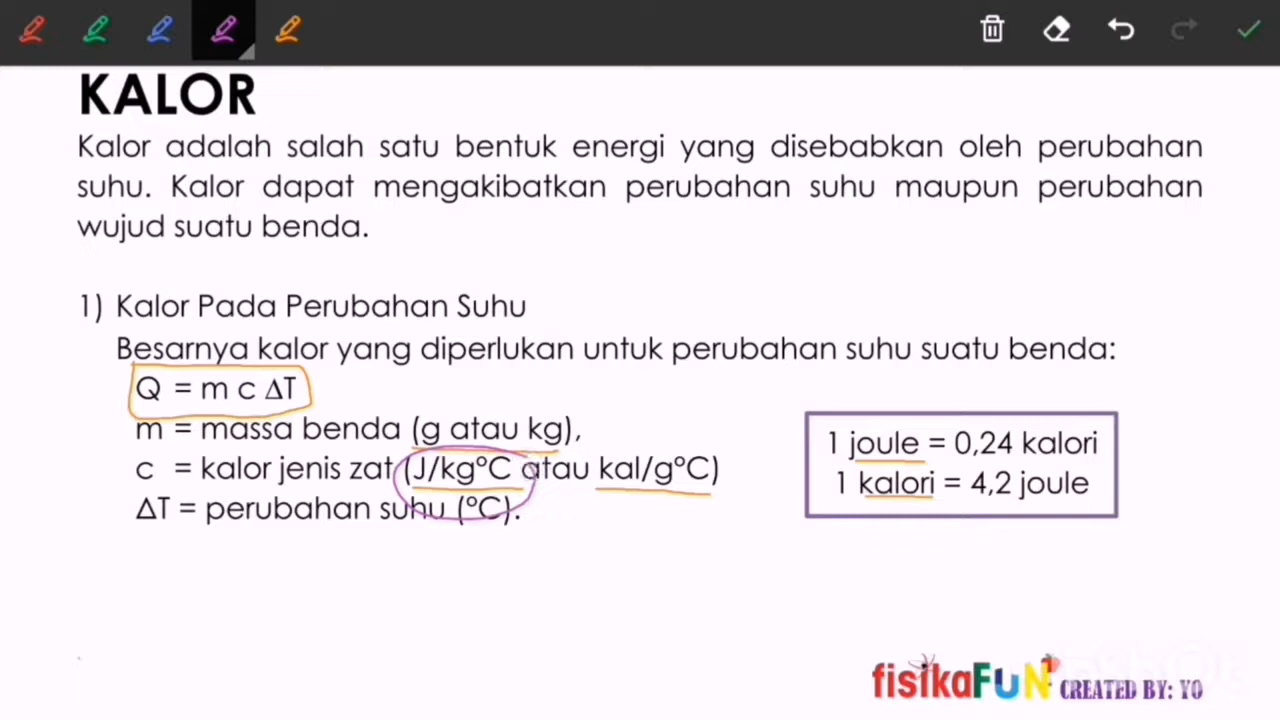 KALOR
Kalor adalah salah satu bentuk energi yang disebabkan oleh perubahan
suhu. Kalor dapat mengakibatkan perubahan suhu maupun perubahan
wujud suatu benda.
1) Kalor Pada Perubahan Suhu
Besarnya kalor yang diperlukan untuk perubahan suhu suatu benda:
Q = m c ΔT
m = massa benda (g atau kg),
c = kalor jenis zat (J/kg°C atau kal/g°C)
ΔT = perubahan suhu (°C).
1 joule = 0,24 kalori
1 kalori = 4,2 joule
fisikaFUN CREATED BY: YO